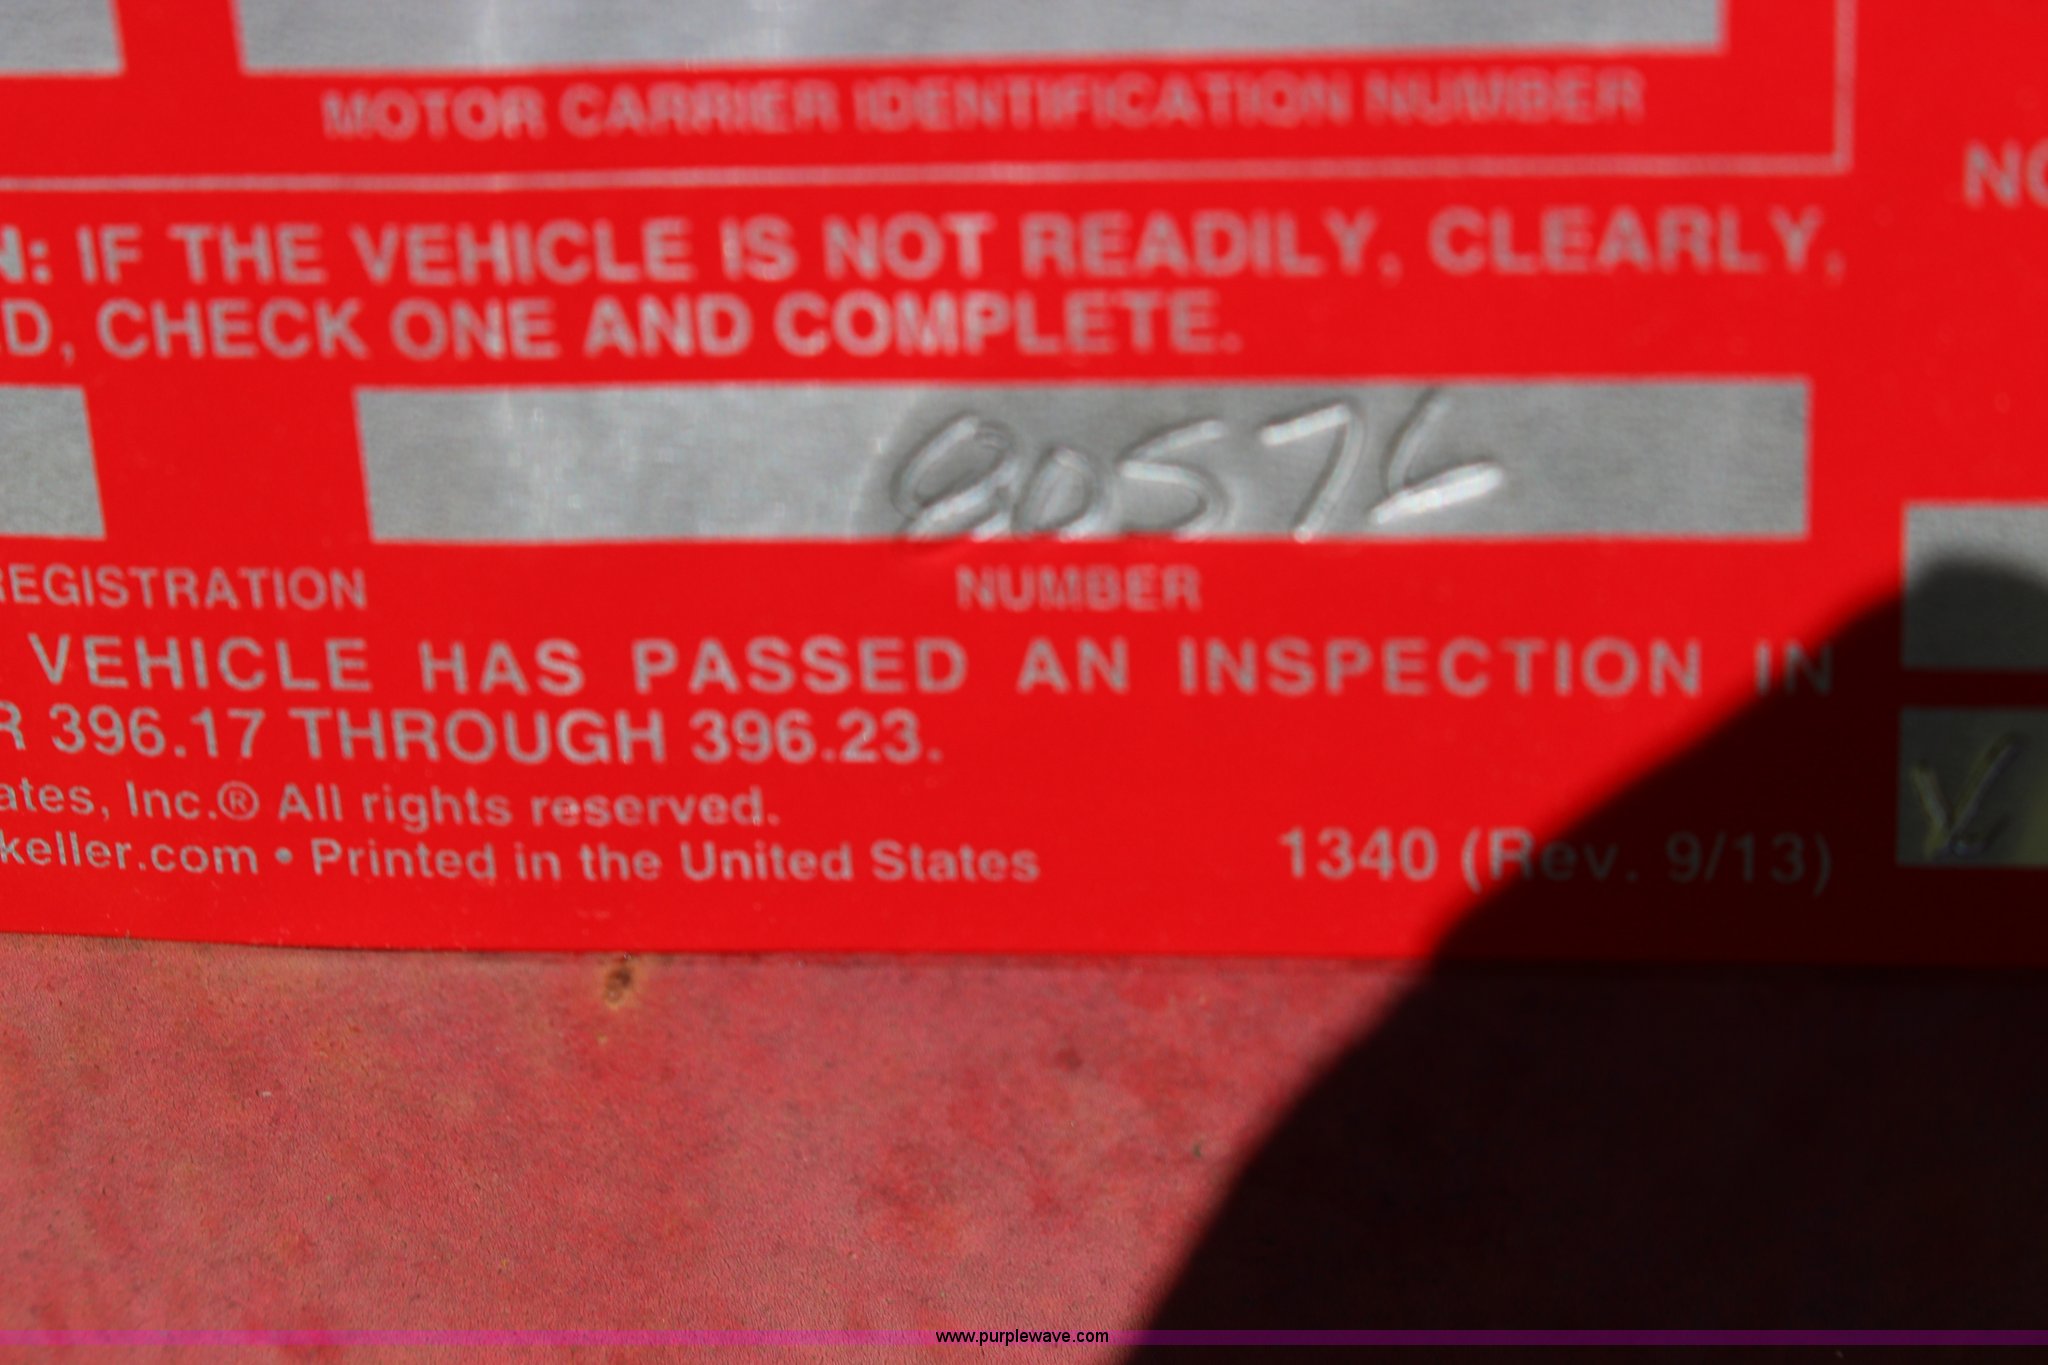 MOTOR CARRIER IDENTIFICATION NUMBER
NO
N: IF THE VEHICLE IS NOT READILY, CLEARLY,
ED, CHECK ONE AND COMPLETE.
80576
REGISTRATION
NUMBER
VEHICLE HAS PASSED AN INSPECTION IN
R 396.17 THROUGH 396.23.
ates, Inc.® All rights reserved.
keller.com • Printed in the United States
1340 (Rev. 9/13)
www.purplewave.com